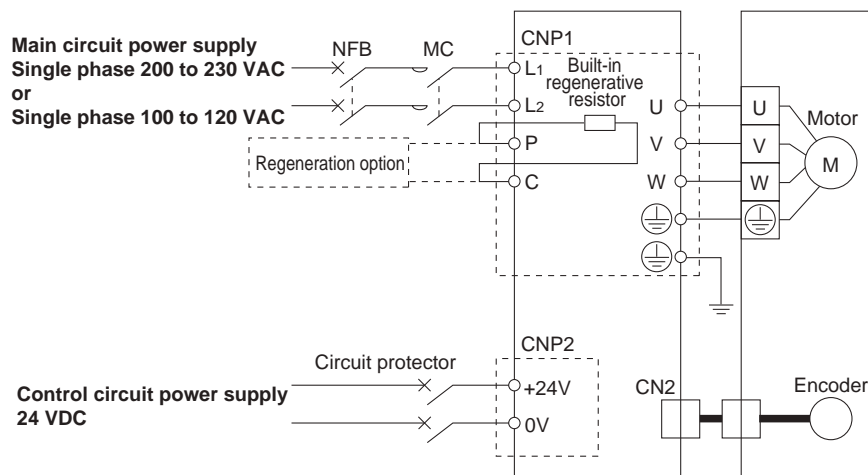 Main circuit power supply
Single phase 200 to 230 VAC
or
Single phase 100 to 120 VAC
NFB
MC
CNP1
L1
L2
P
C
Built-in
regenerative
resistor
Regeneration option
U
V
W
U
V
W
Motor
M
CNP2
Circuit protector
Control circuit power supply
24 VDC
+24V
0V
CN2
Encoder